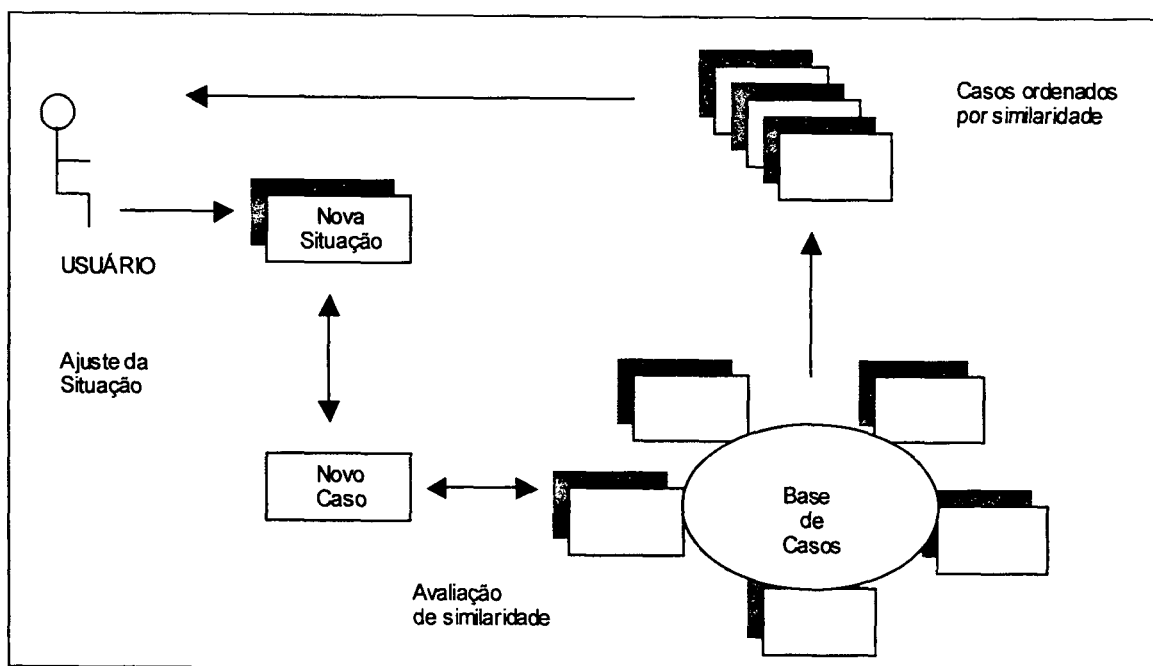 Casos ordenados
por similaridade
Nova
Situação
USUÁRIO
Ajuste da
Situação
Novo
Caso
Base
de
Casos
Avaliação
de similaridade